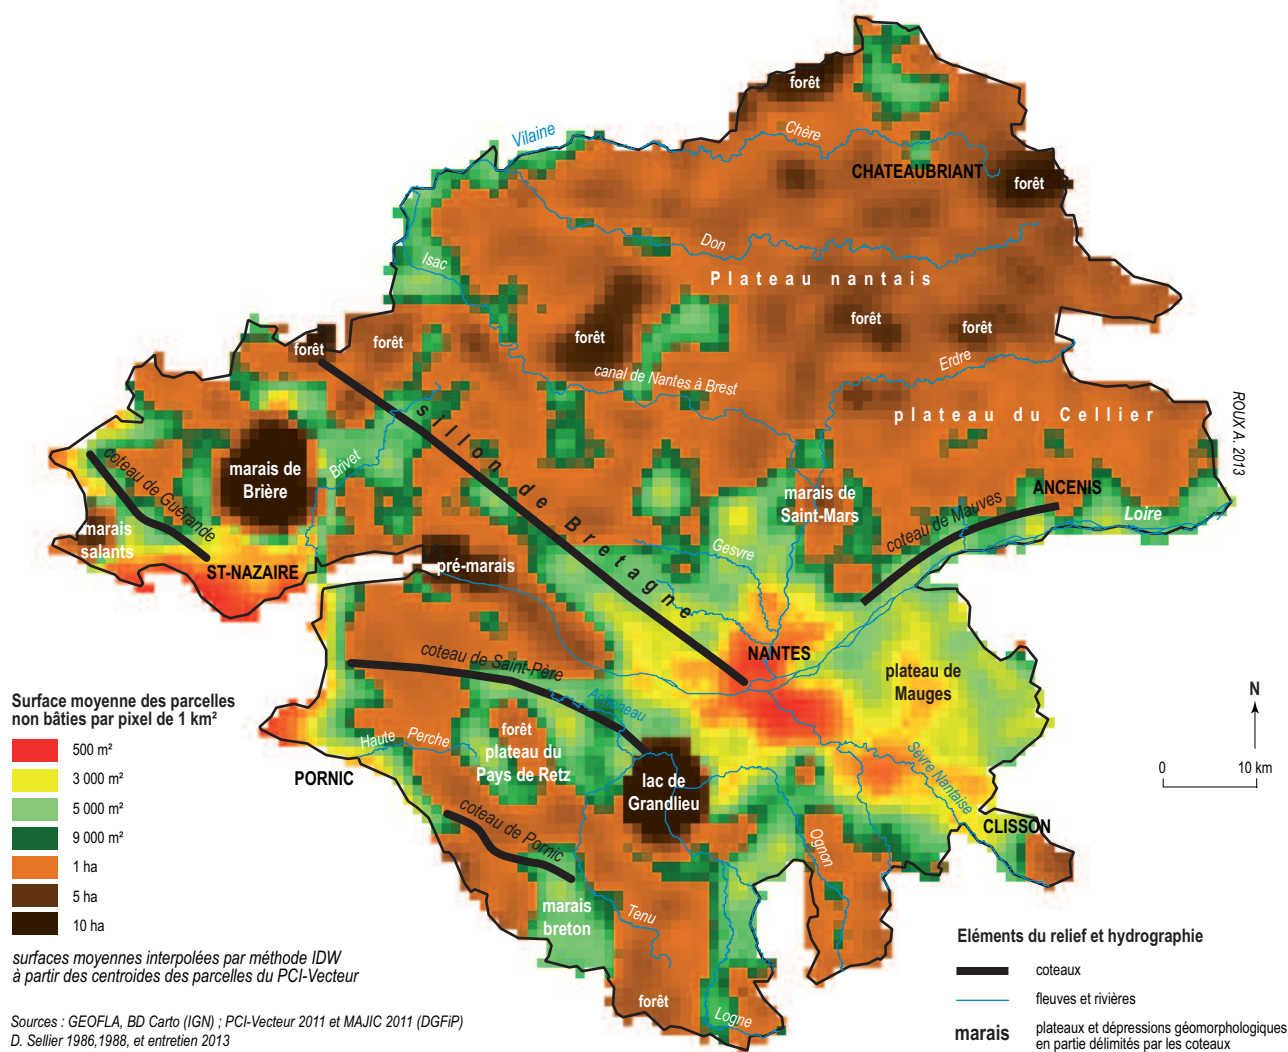 forêt
Vilaine
Chère
CHATEAUBRIANT
forêt
Isac
Don
Plateau nantais
forêt
forêt
forêt
forêt
forêt
Erdre
canal de Nantes à Brest
plateau du Cellier
ROUX A. 2013
sillon de Bretagne
coteau de Guérande
marais de
Brière
Brivet
marais de
Saint-Mars
ANCENIS
coteau de Mauves
Loire
marais
salants
ST-NAZAIRE
pré-marais
Gesvre
NANTES
coteau de Saint-Père
plateau de
Mauges
Acheneau
forêt
plateau du
Pays de Retz
Haute Perche
PORNIC
lac de
Grandlieu
Sèvre Nantaise
CLISSON
coteau de Pornic
Ognon
marais
breton
Tenu
forêt
Logne
N
0 10 km
Surface moyenne des parcelles
non bâties par pixel de 1 km²
500 m²
3 000 m²
5 000 m²
9 000 m²
1 ha
5 ha
10 ha
surfaces moyennes interpolées par méthode IDW
à partir des centroides des parcelles du PCI-Vecteur
Sources : GEOFLA, BD Carto (IGN) ; PCI-Vecteur 2011 et MAJIC 2011 (DGFiP)
D. Sellier 1986,1988, et entretien 2013
Eléments du relief et hydrographie
coteaux
fleuves et rivières
marais plateaux et dépressions géomorphologiques
en partie délimités par les coteaux